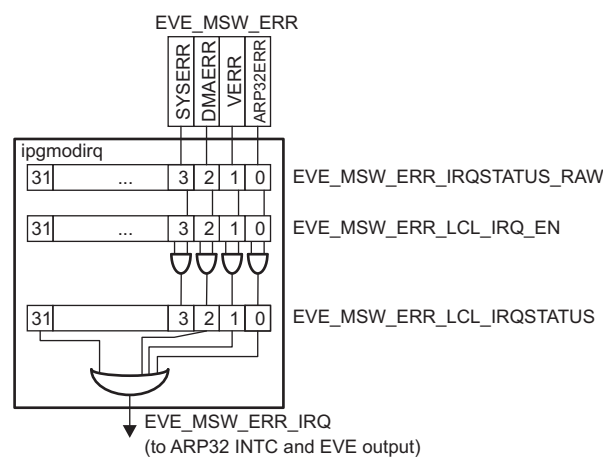 EVE_MSW_ERR
SYSERR DMAERR VERR ARP32ERR
ipgmodirq
31 ... 3 2 1 0 EVE_MSW_ERR_IRQSTATUS_RAW
31 ... 3 2 1 0 EVE_MSW_ERR_LCL_IRQ_EN
31 3 2 1 0 EVE_MSW_ERR_LCL_IRQSTATUS
EVE_MSW_ERR_IRQ
(to ARP32 INTC and EVE output)